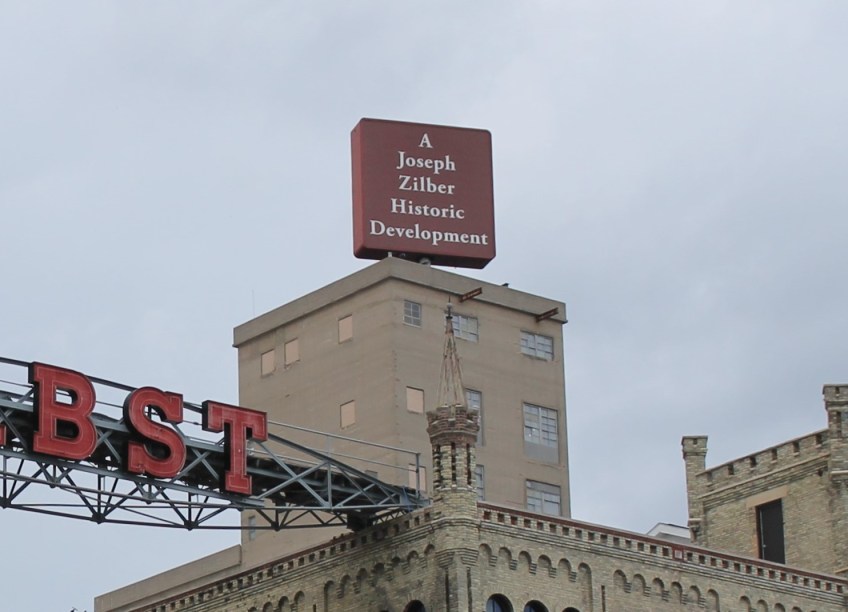 A
Joseph
Zilber
Historic
Development
BST